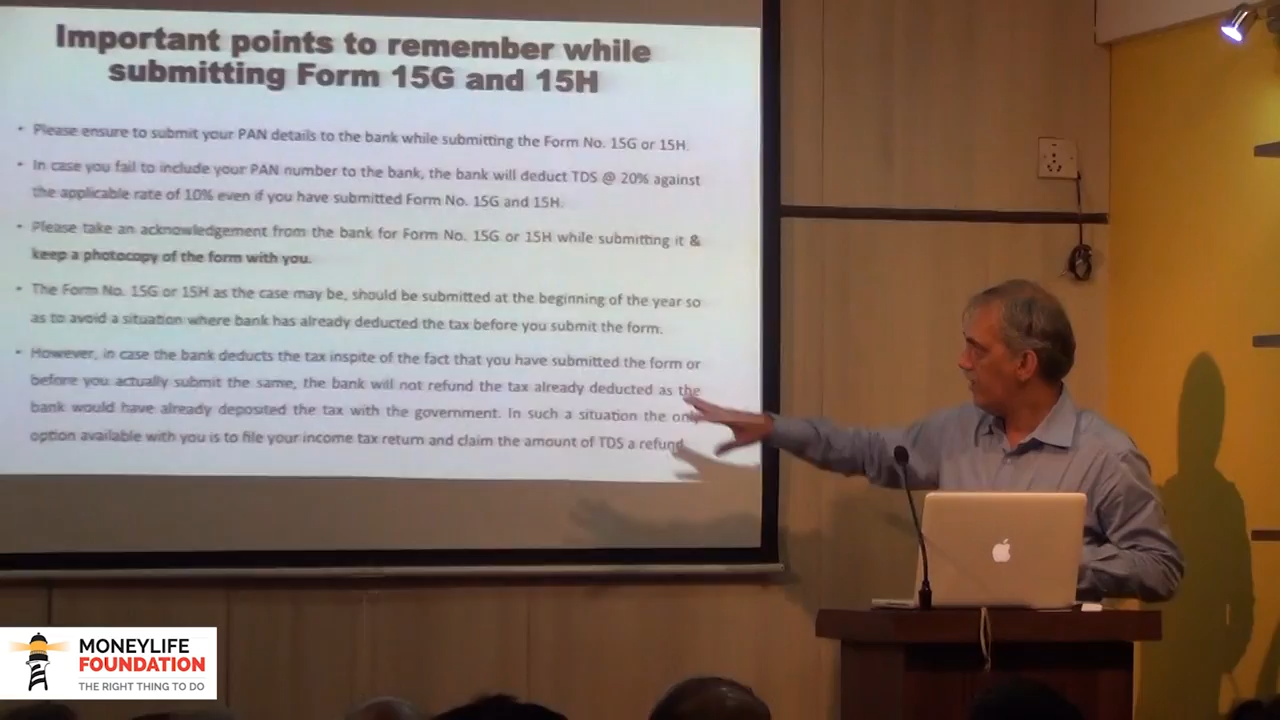 Important points to remember while
submitting Form 15G and 15H
• Please ensure to submit your PAN details to the bank while submitting the Form No. 15G or 15H.
• In case you fail to include your PAN number to the bank, the bank will deduct TDS @ 20% against
the applicable rate of 10% even if you have submitted Form No. 15G and 15H.
• Please take an acknowledgement from the bank for Form No. 15G or 15H while submitting it &
keep a photocopy of the form with you.
• The Form No. 15G or 15H as the case may be, should be submitted at the beginning of the year so
as to avoid a situation where bank has already deducted the tax before you submit the form.
• However, in case the bank deducts the tax inspite of the fact that you have submitted the form or
before you actually submit the same, the bank will not refund the tax already deducted as the
bank would have already deposited the tax with the government. In such a situation the only
option available with you is to file your income tax return and claim the amount of TDS a refund
MONEYLIFE
FOUNDATION
THE RIGHT THING TO DO